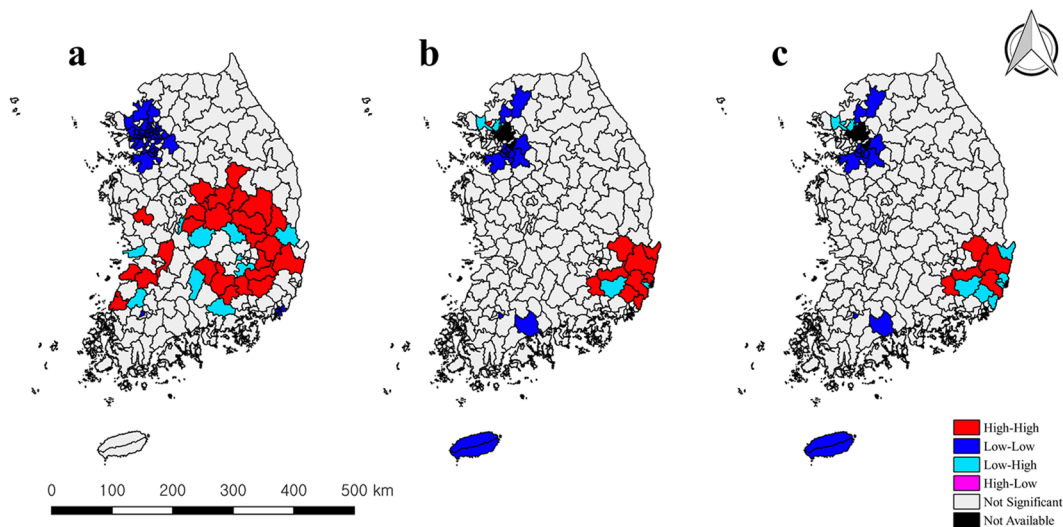 a b c
High-High
Low-Low
Low-High
High-Low
Not Significant
Not Available
0 100 200 300 400 500 km